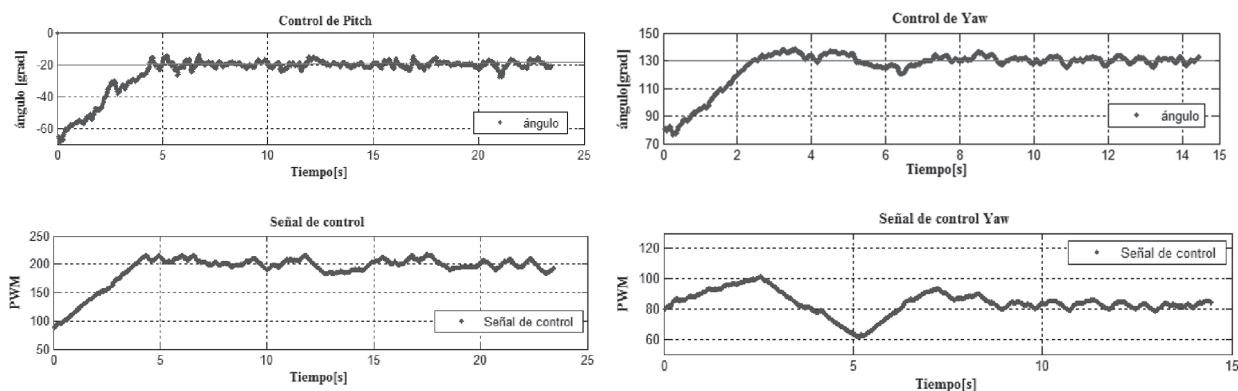 Control de Pitch
ángulo [grad]
0
-20
-40
-60
0 5 10 15 20 25
Tiempo[s]
ángulo
Control de Yaw
ángulo[grad]
150
130
110
90
70
0 2 4 6 8 10 12 14 15
Tiempo[s]
ángulo
Señal de control
PWM
250
200
150
100
50
0 5 10 15 20 25
Tiempo[s]
Señal de control
Señal de control Yaw
PWM
120
100
80
60
0 5 10 15
Tiempo[s]
Señal de control